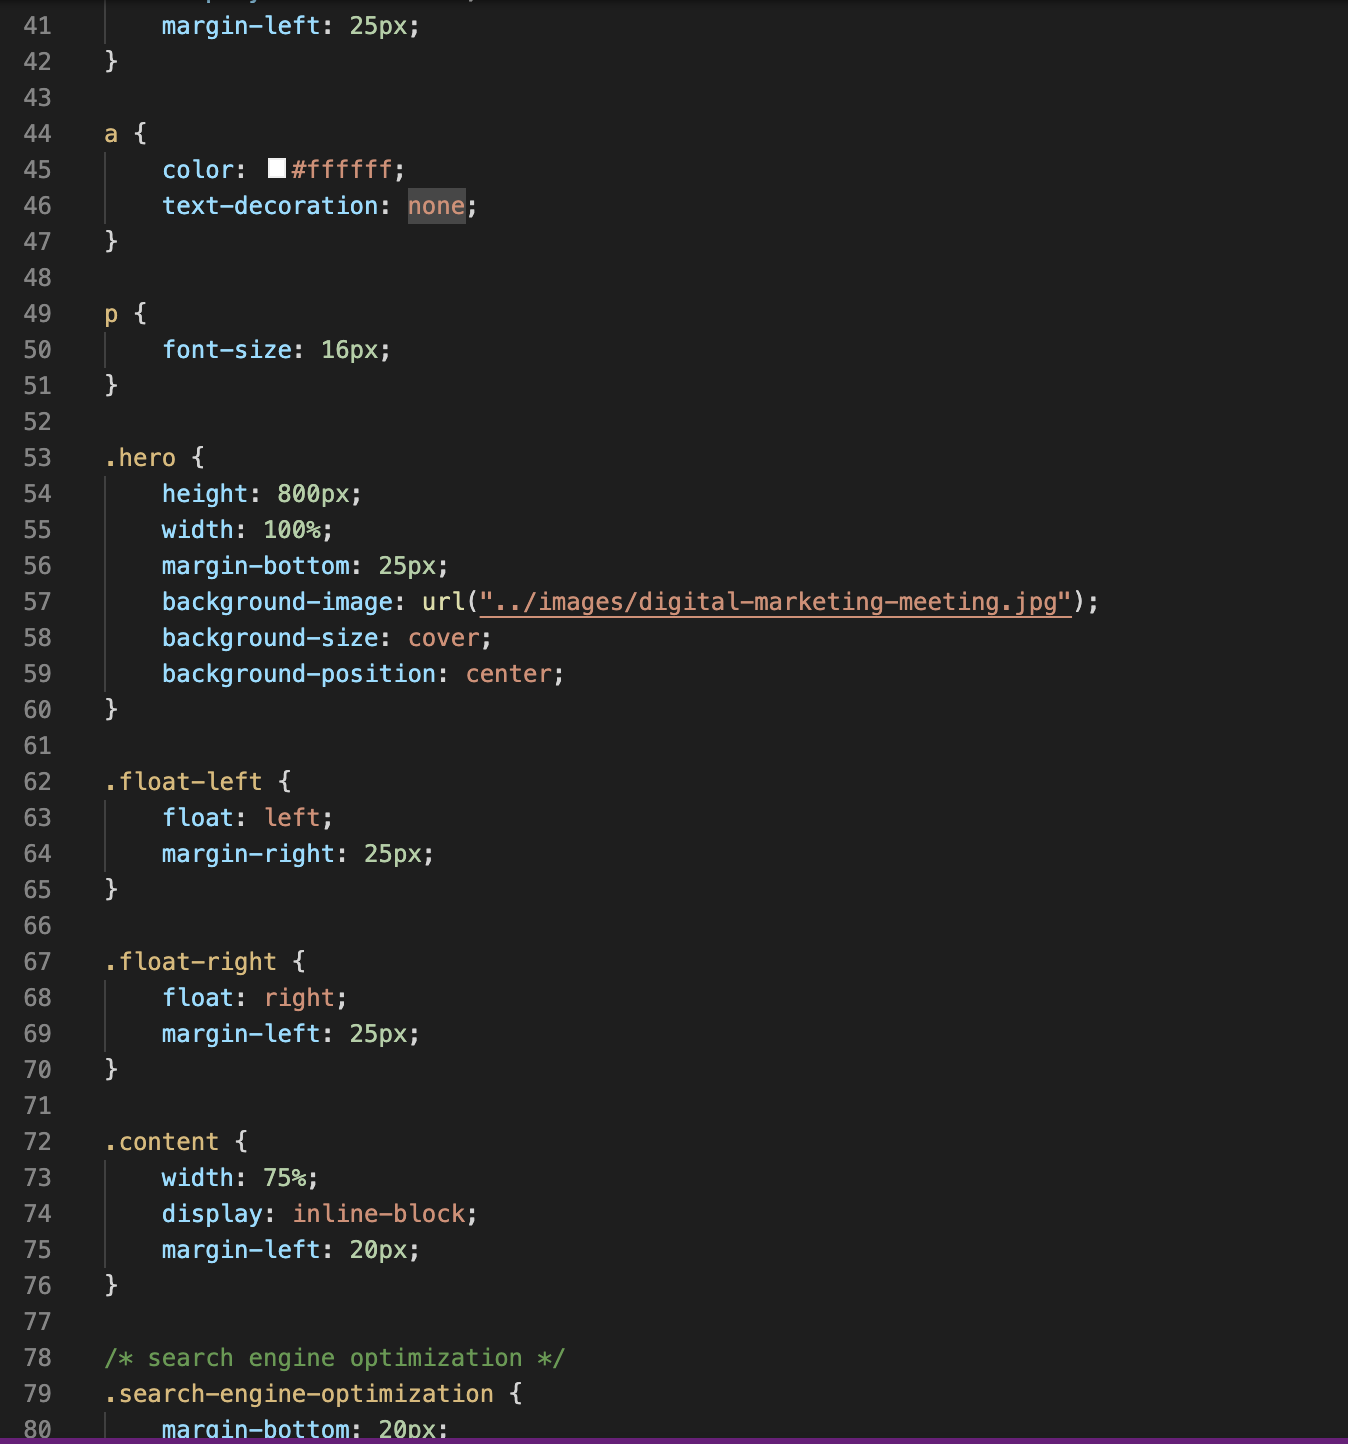 41 margin-left: 25px;
42 }
43
44 a {
45 color: #ffffff;
46 text-decoration: none;
47 }
48
49 p {
50 font-size: 16px;
51 }
52
53 .hero {
54 height: 800px;
55 width: 100%;
56 margin-bottom: 25px;
57 background-image: url("../images/digital-marketing-meeting.jpg");
58 background-size: cover;
59 background-position: center;
60 }
61
62 .float-left {
63 float: left;
64 margin-right: 25px;
65 }
66
67 .float-right {
68 float: right;
69 margin-left: 25px;
70 }
71
72 .content {
73 width: 75%;
74 display: inline-block;
75 margin-left: 20px;
76 }
77
78 /* search engine optimization */
79 .search-engine-optimization {
80 margin-bottom: 20px;